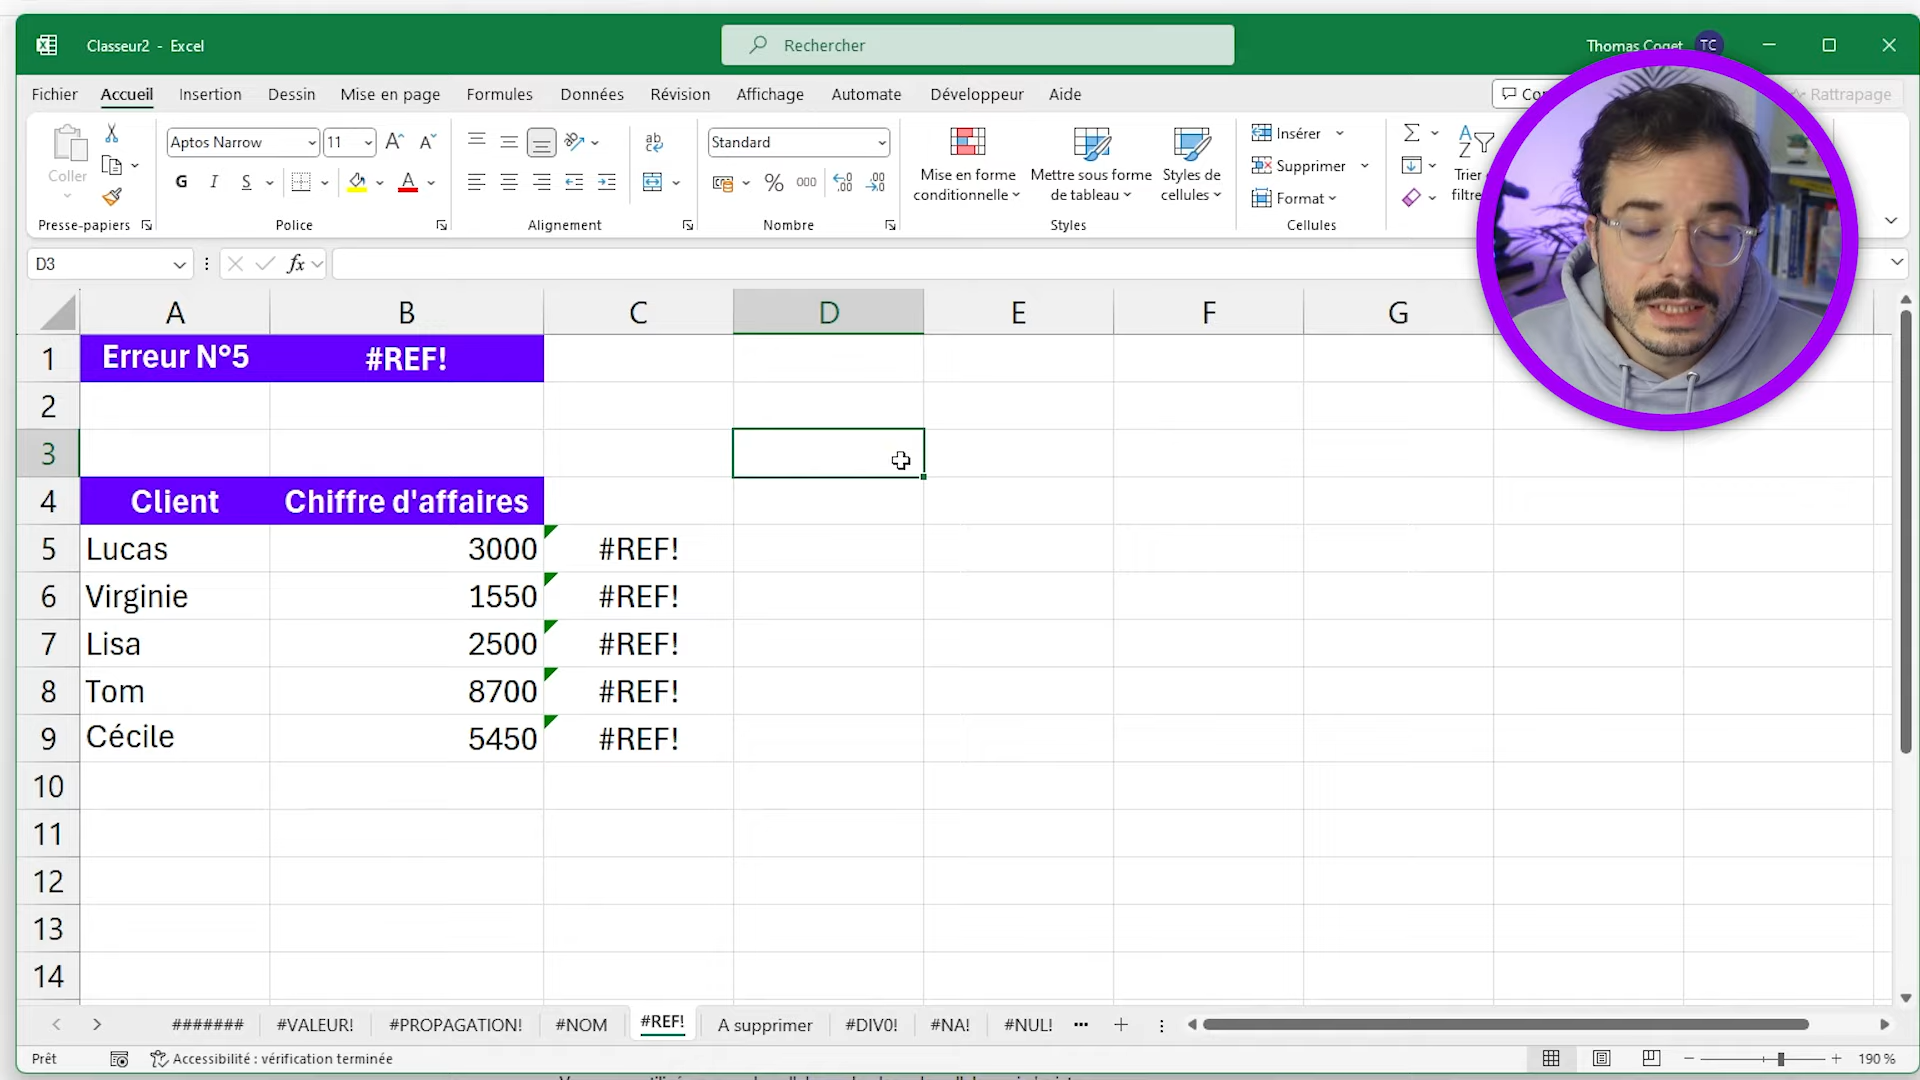 Classeur2 - Excel
Rechercher
Thomas Coget TC
Fichier Accueil Insertion Dessin Mise en page Formules Données Révision Affichage Automate Développeur Aide
Rattrapage
Coller
Presse-papiers
Aptos Narrow 11
G I S
Police
Alignement
Standard
% 000
Nombre
Mise en forme conditionnelle
Mettre sous forme de tableau
Styles de cellules
Styles
Insérer
Supprimer
Format
Cellules
Trier
D3
fx
A B C D E F G
1 Erreur N°5 #REF!
2
3
4 Client Chiffre d'affaires
5 Lucas 3000 #REF!
6 Virginie 1550 #REF!
7 Lisa 2500 #REF!
8 Tom 8700 #REF!
9 Cécile 5450 #REF!
10
11
12
13
14
####### #VALEUR! #PROPAGATION! #NOM #REF! A supprimer #DIV0! #NA! #NUL!
Prêt
Accessibilité : vérification terminée
190 %